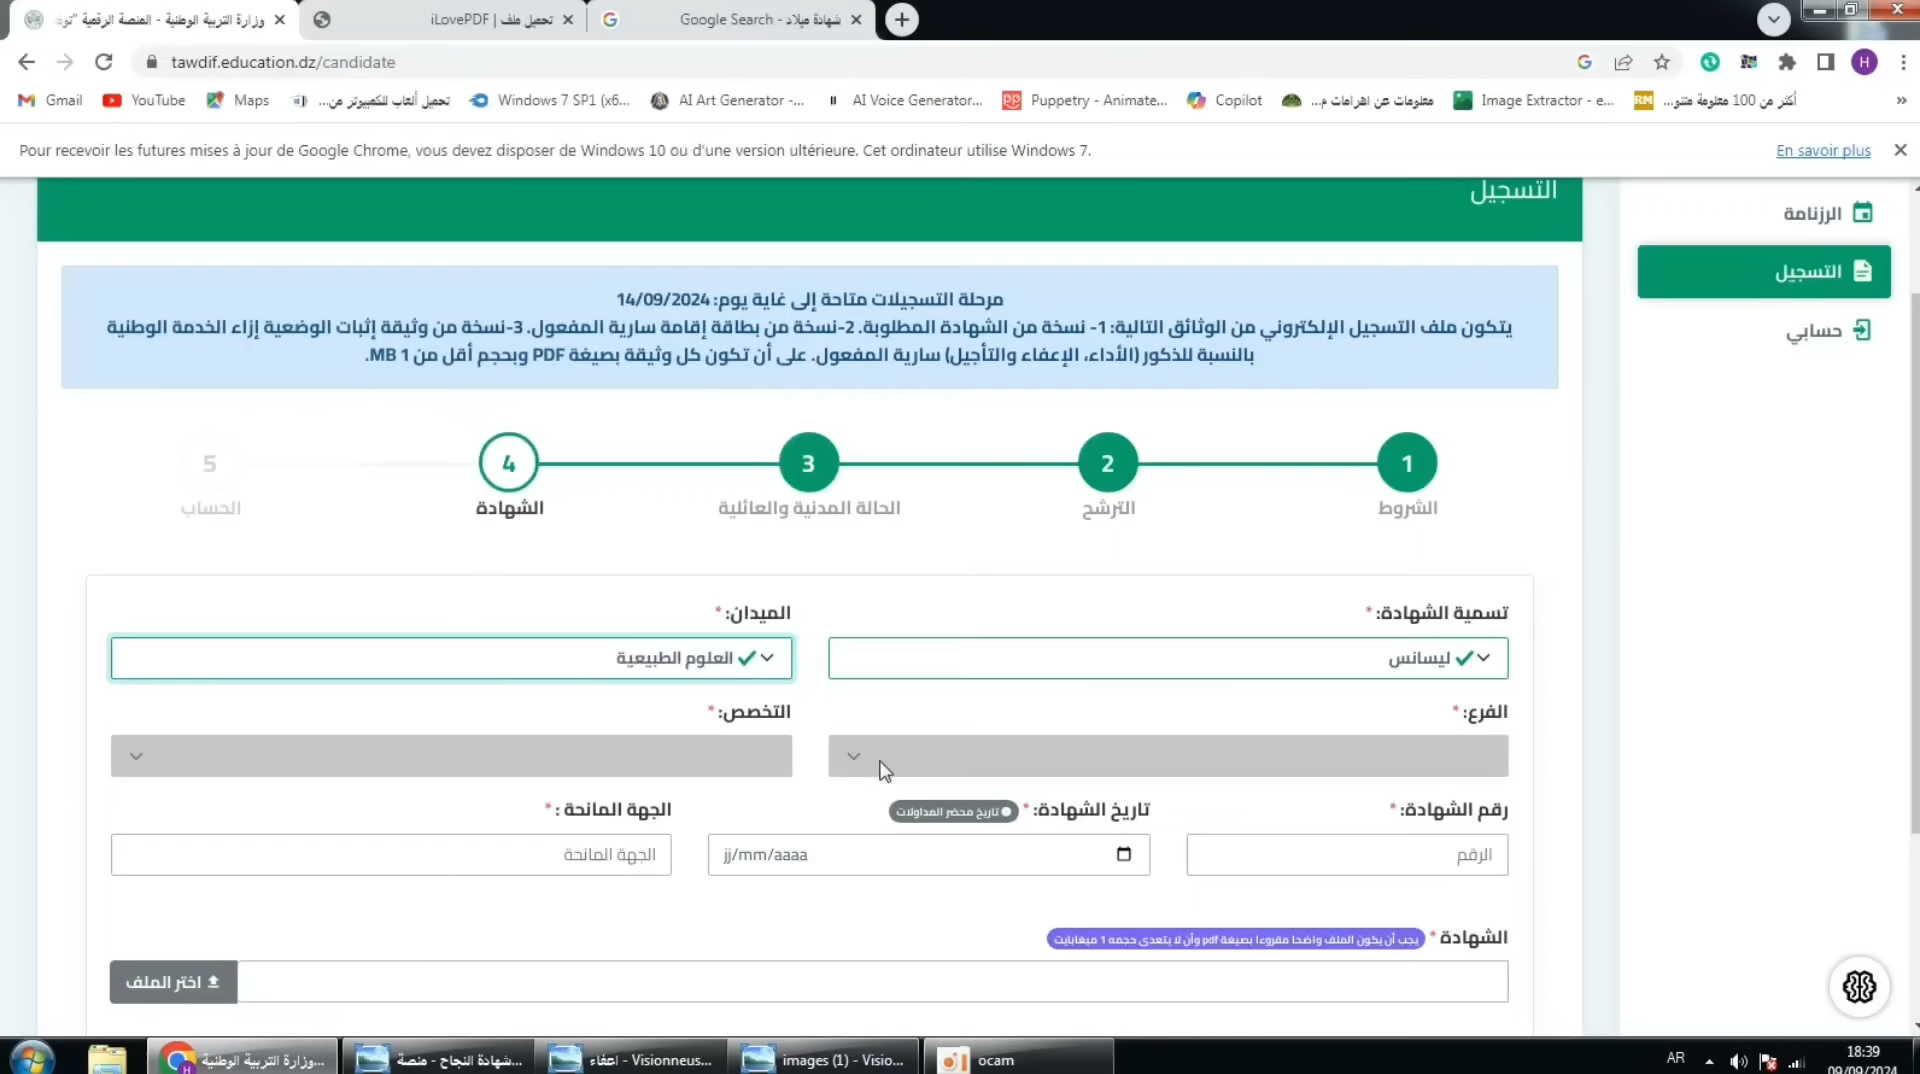 وزارة التربية الوطنية - المنصة الرقمية "تو
iLovePDF | تحميل ملف
شهادة ميلاد - Google Search
tawdif.education.dz/candidate
H
Gmail
YouTube
Maps
تحميل ألعاب للكمبيوتر من...
Windows 7 SP1 (x6...
AI Art Generator -...
AI Voice Generator...
Puppetry - Animate...
Copilot
معلومات عن اهرامات م...
Image Extractor - e...
RM
أكثر من 100 معلومة متنو...
»
Pour recevoir les futures mises à jour de Google Chrome, vous devez disposer de Windows 10 ou d'une version ultérieure. Cet ordinateur utilise Windows 7.
En savoir plus
التسجيل
الرزنامة
التسجيل
حسابي
مرحلة التسجيلات متاحة إلى غاية يوم: 14/09/2024
يتكون ملف التسجيل الإلكتروني من الوثائق التالية: 1- نسخة من الشهادة المطلوبة. 2-نسخة من بطاقة إقامة سارية المفعول. 3-نسخة من وثيقة إثبات الوضعية إزاء الخدمة الوطنية
بالنسبة للذكور (الأداء، الإعفاء والتأجيل) سارية المفعول. على أن تكون كل وثيقة بصيغة PDF وبحجم أقل من 1 MB.
1
2
3
4
5
الشروط
الترشح
الحالة المدنية والعائلية
الشهادة
الحساب
تسمية الشهادة: *
الميدان: *
ليسانس
العلوم الطبيعية
الفرع: *
التخصص: *
رقم الشهادة: *
تاريخ الشهادة: * تاريخ محضر المداولات
الجهة المانحة : *
الرقم
jj/mm/aaaa
الجهة المانحة
الشهادة * يجب أن يكون الملف واضحا مقروءا بصيغة pdf وأن لا يتعدى حجمه 1 ميغابايت
اختر الملف
وزارة التربية الوطنية...
شهادة النجاح - منصة...
اعفاء - Visionneus...
images (1) - Visio...
ocam
AR
18:39
09/09/2024